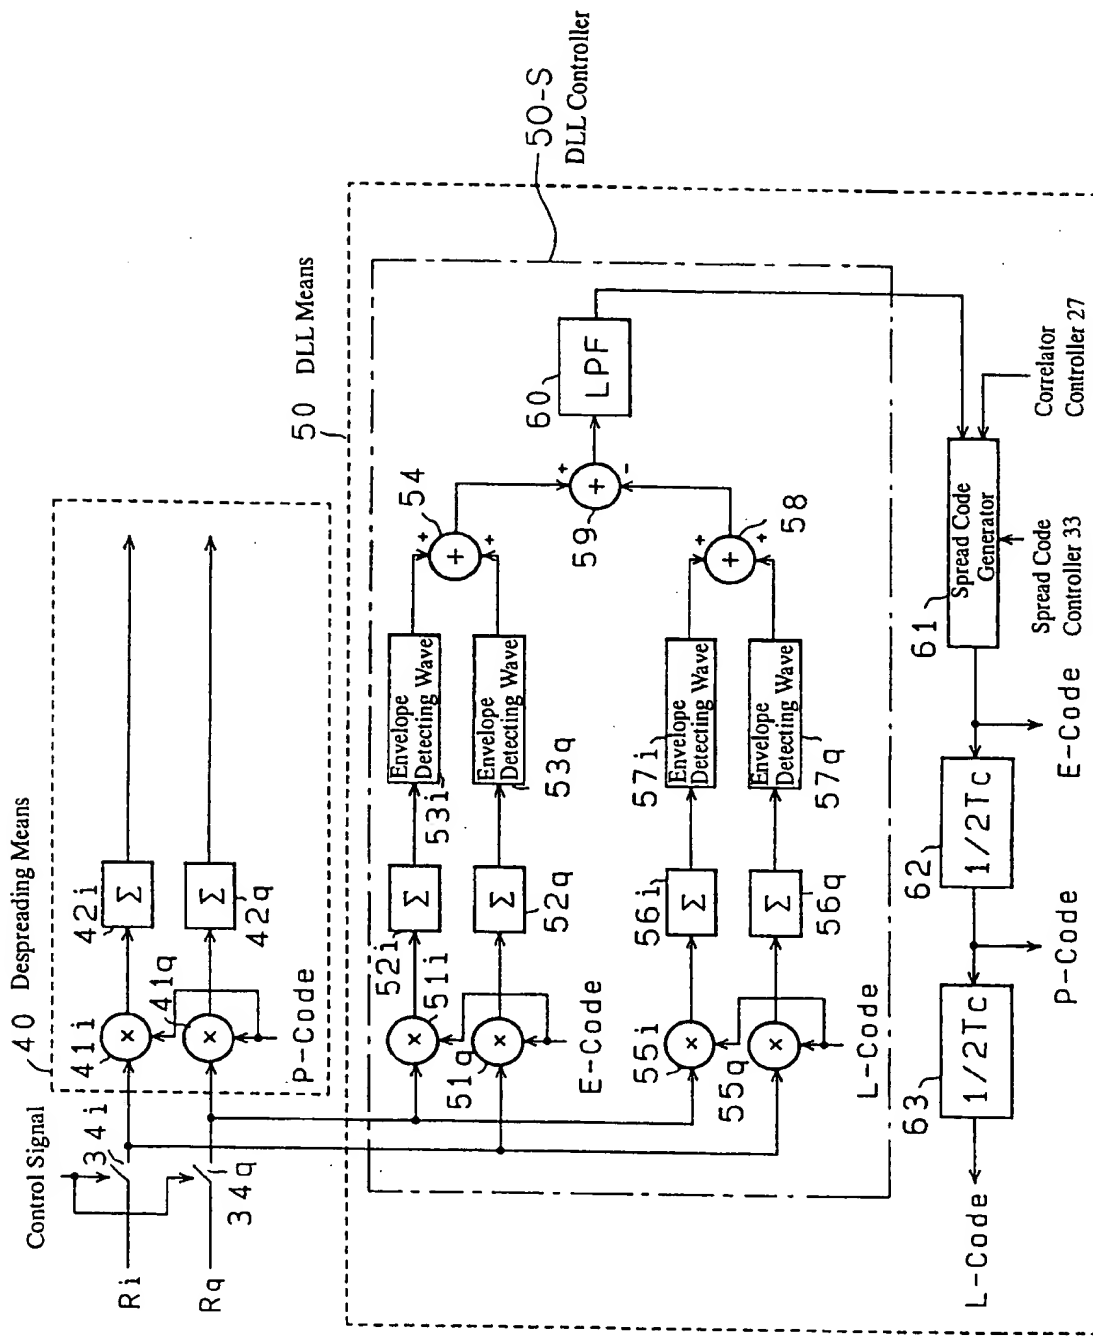 Control Signal
Ri
Rq
34i
34q
40 Despreading Means
41i
41q
42i
42q
Σ
Σ
×
×
P-Code
50 DLL Means
50-S
DLL Controller
51i
51q
52i
52q
×
×
Σ
Σ
E-Code
53i
53q
Envelope
Detecting Wave
Envelope
Detecting Wave
54
+
+
+
55i
55q
×
×
56i
56q
Σ
Σ
L-Code
57i
57q
Envelope
Detecting Wave
Envelope
Detecting Wave
58
+
+
+
59
+
+
-
60
LPF
61
Spread Code
Generator
Correlator
Controller 27
Spread Code
Controller 33
E-Code
62
1/2Tc
P-Code
63
1/2Tc
L-Code